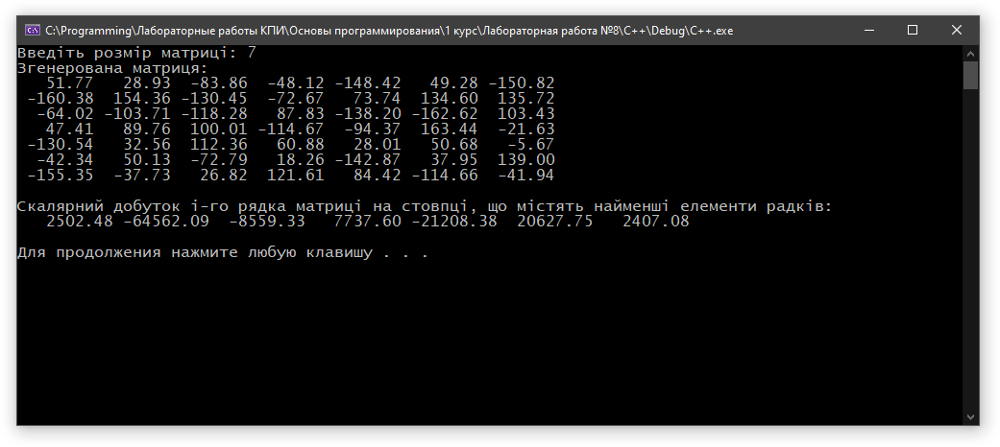 C:\Programming\Лабораторные работы КПИ\Основы программирования\1 курс\Лабораторная работа №8\C++\Debug\C++.exe
Введіть розмір матриці: 7
Згенерована матриця:
51.77 28.93 -83.86 -48.12 -148.42 49.28 -150.82
-160.38 154.36 -130.45 -72.67 73.74 134.60 135.72
-64.02 -103.71 -118.28 87.83 -138.20 -162.62 103.43
47.41 89.76 100.01 -114.67 -94.37 163.44 -21.63
-130.54 32.56 112.36 60.88 28.01 50.68 -5.67
-42.34 50.13 -72.79 18.26 -142.87 37.95 139.00
-155.35 -37.73 26.82 121.61 84.42 -114.66 -41.94
Скалярний добуток і-го рядка матриці на стовпці, що містять найменші елементи радків:
2502.48 -64562.09 -8559.33 7737.60 -21208.38 20627.75 2407.08
Для продолжения нажмите любую клавишу . . .